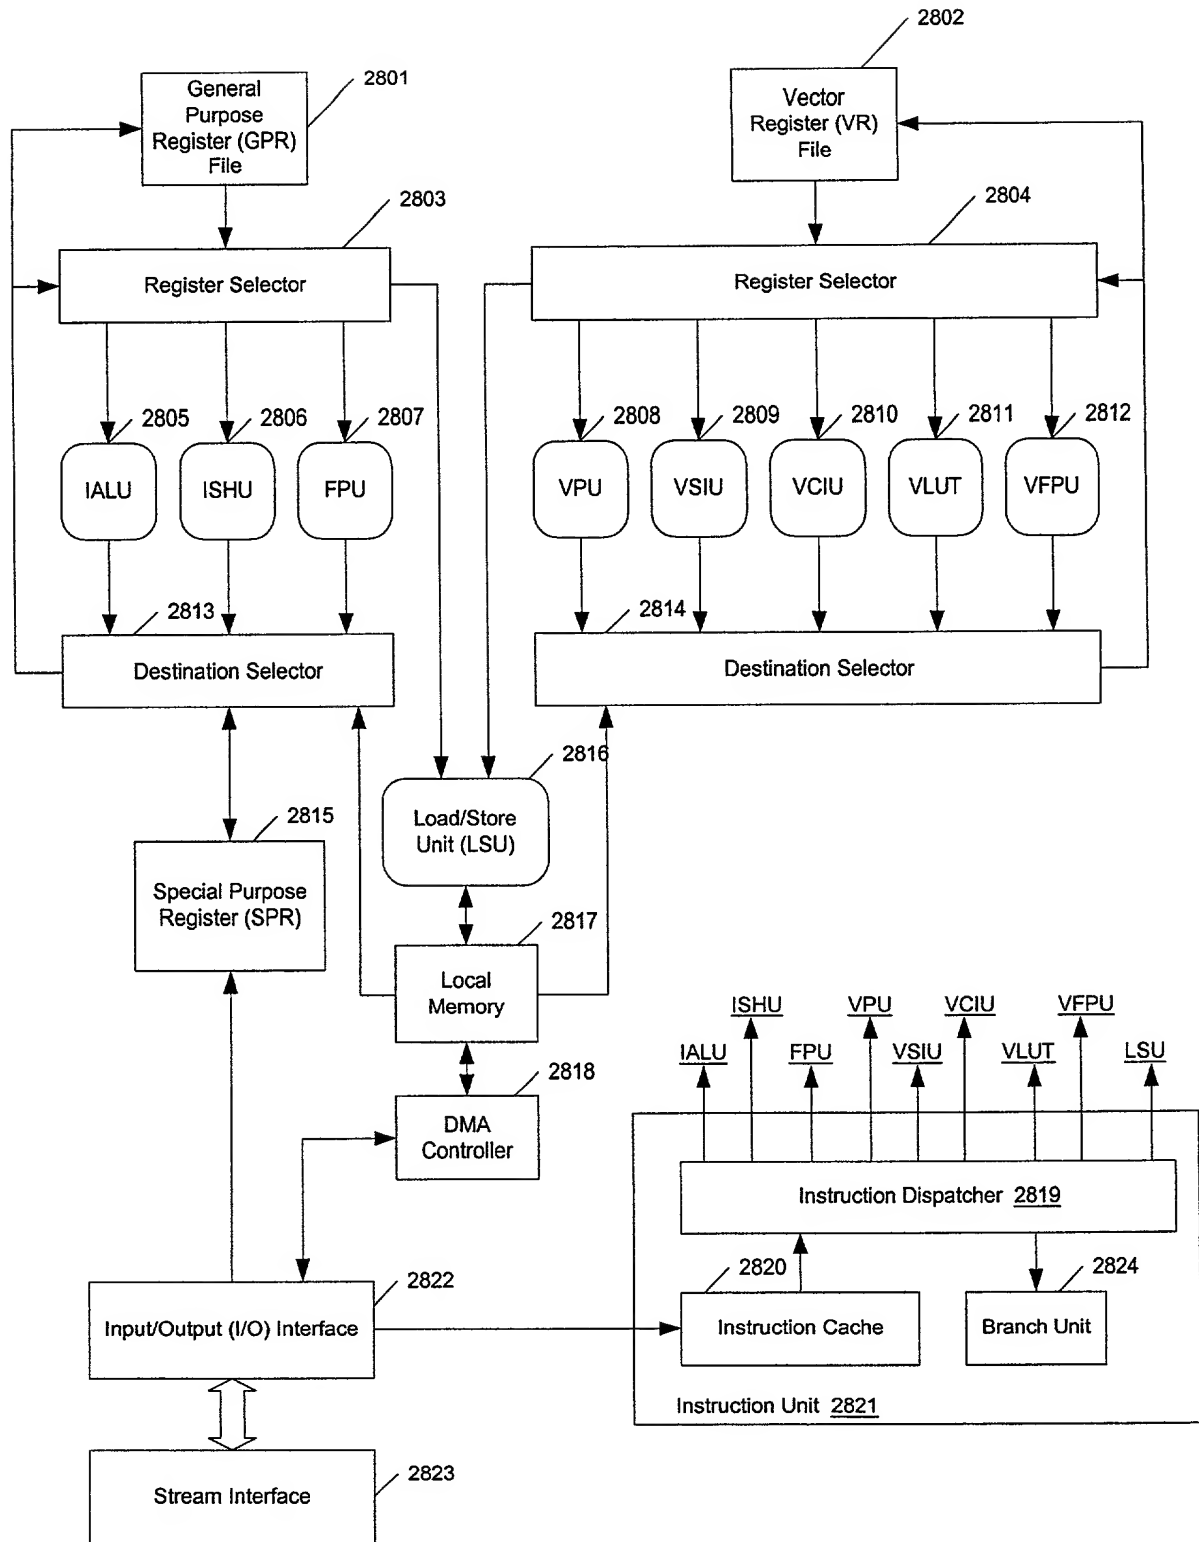 2802
2801
General
Purpose
Register (GPR)
File
Vector
Register (VR)
File
2803
2804
Register Selector
Register Selector
2805
2806
2807
2808
2809
2810
2811
2812
IALU
ISHU
FPU
VPU
VSIU
VCIU
VLUT
VFPU
2813
2814
Destination Selector
Destination Selector
2816
Load/Store
Unit (LSU)
2815
Special Purpose
Register (SPR)
2817
Local
Memory
2818
DMA
Controller
ISHU
VPU
VCIU
VFPU
IALU
FPU
VSIU
VLUT
LSU
Instruction Dispatcher 2819
2820
2824
Instruction Cache
Branch Unit
Instruction Unit 2821
2822
Input/Output (I/O) Interface
2823
Stream Interface